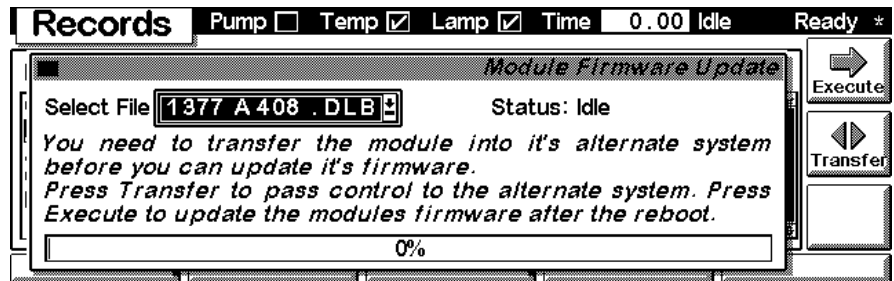 Records Pump Temp Lamp Time 0.00 Idle Ready *
Module Firmware Update
Execute
Select File 1377 A 408 .DLB Status: Idle
You need to transfer the module into it's alternate system
before you can update it's firmware.
Transfer
Press Transfer to pass control to the alternate system. Press
Execute to update the modules firmware after the reboot.
0%